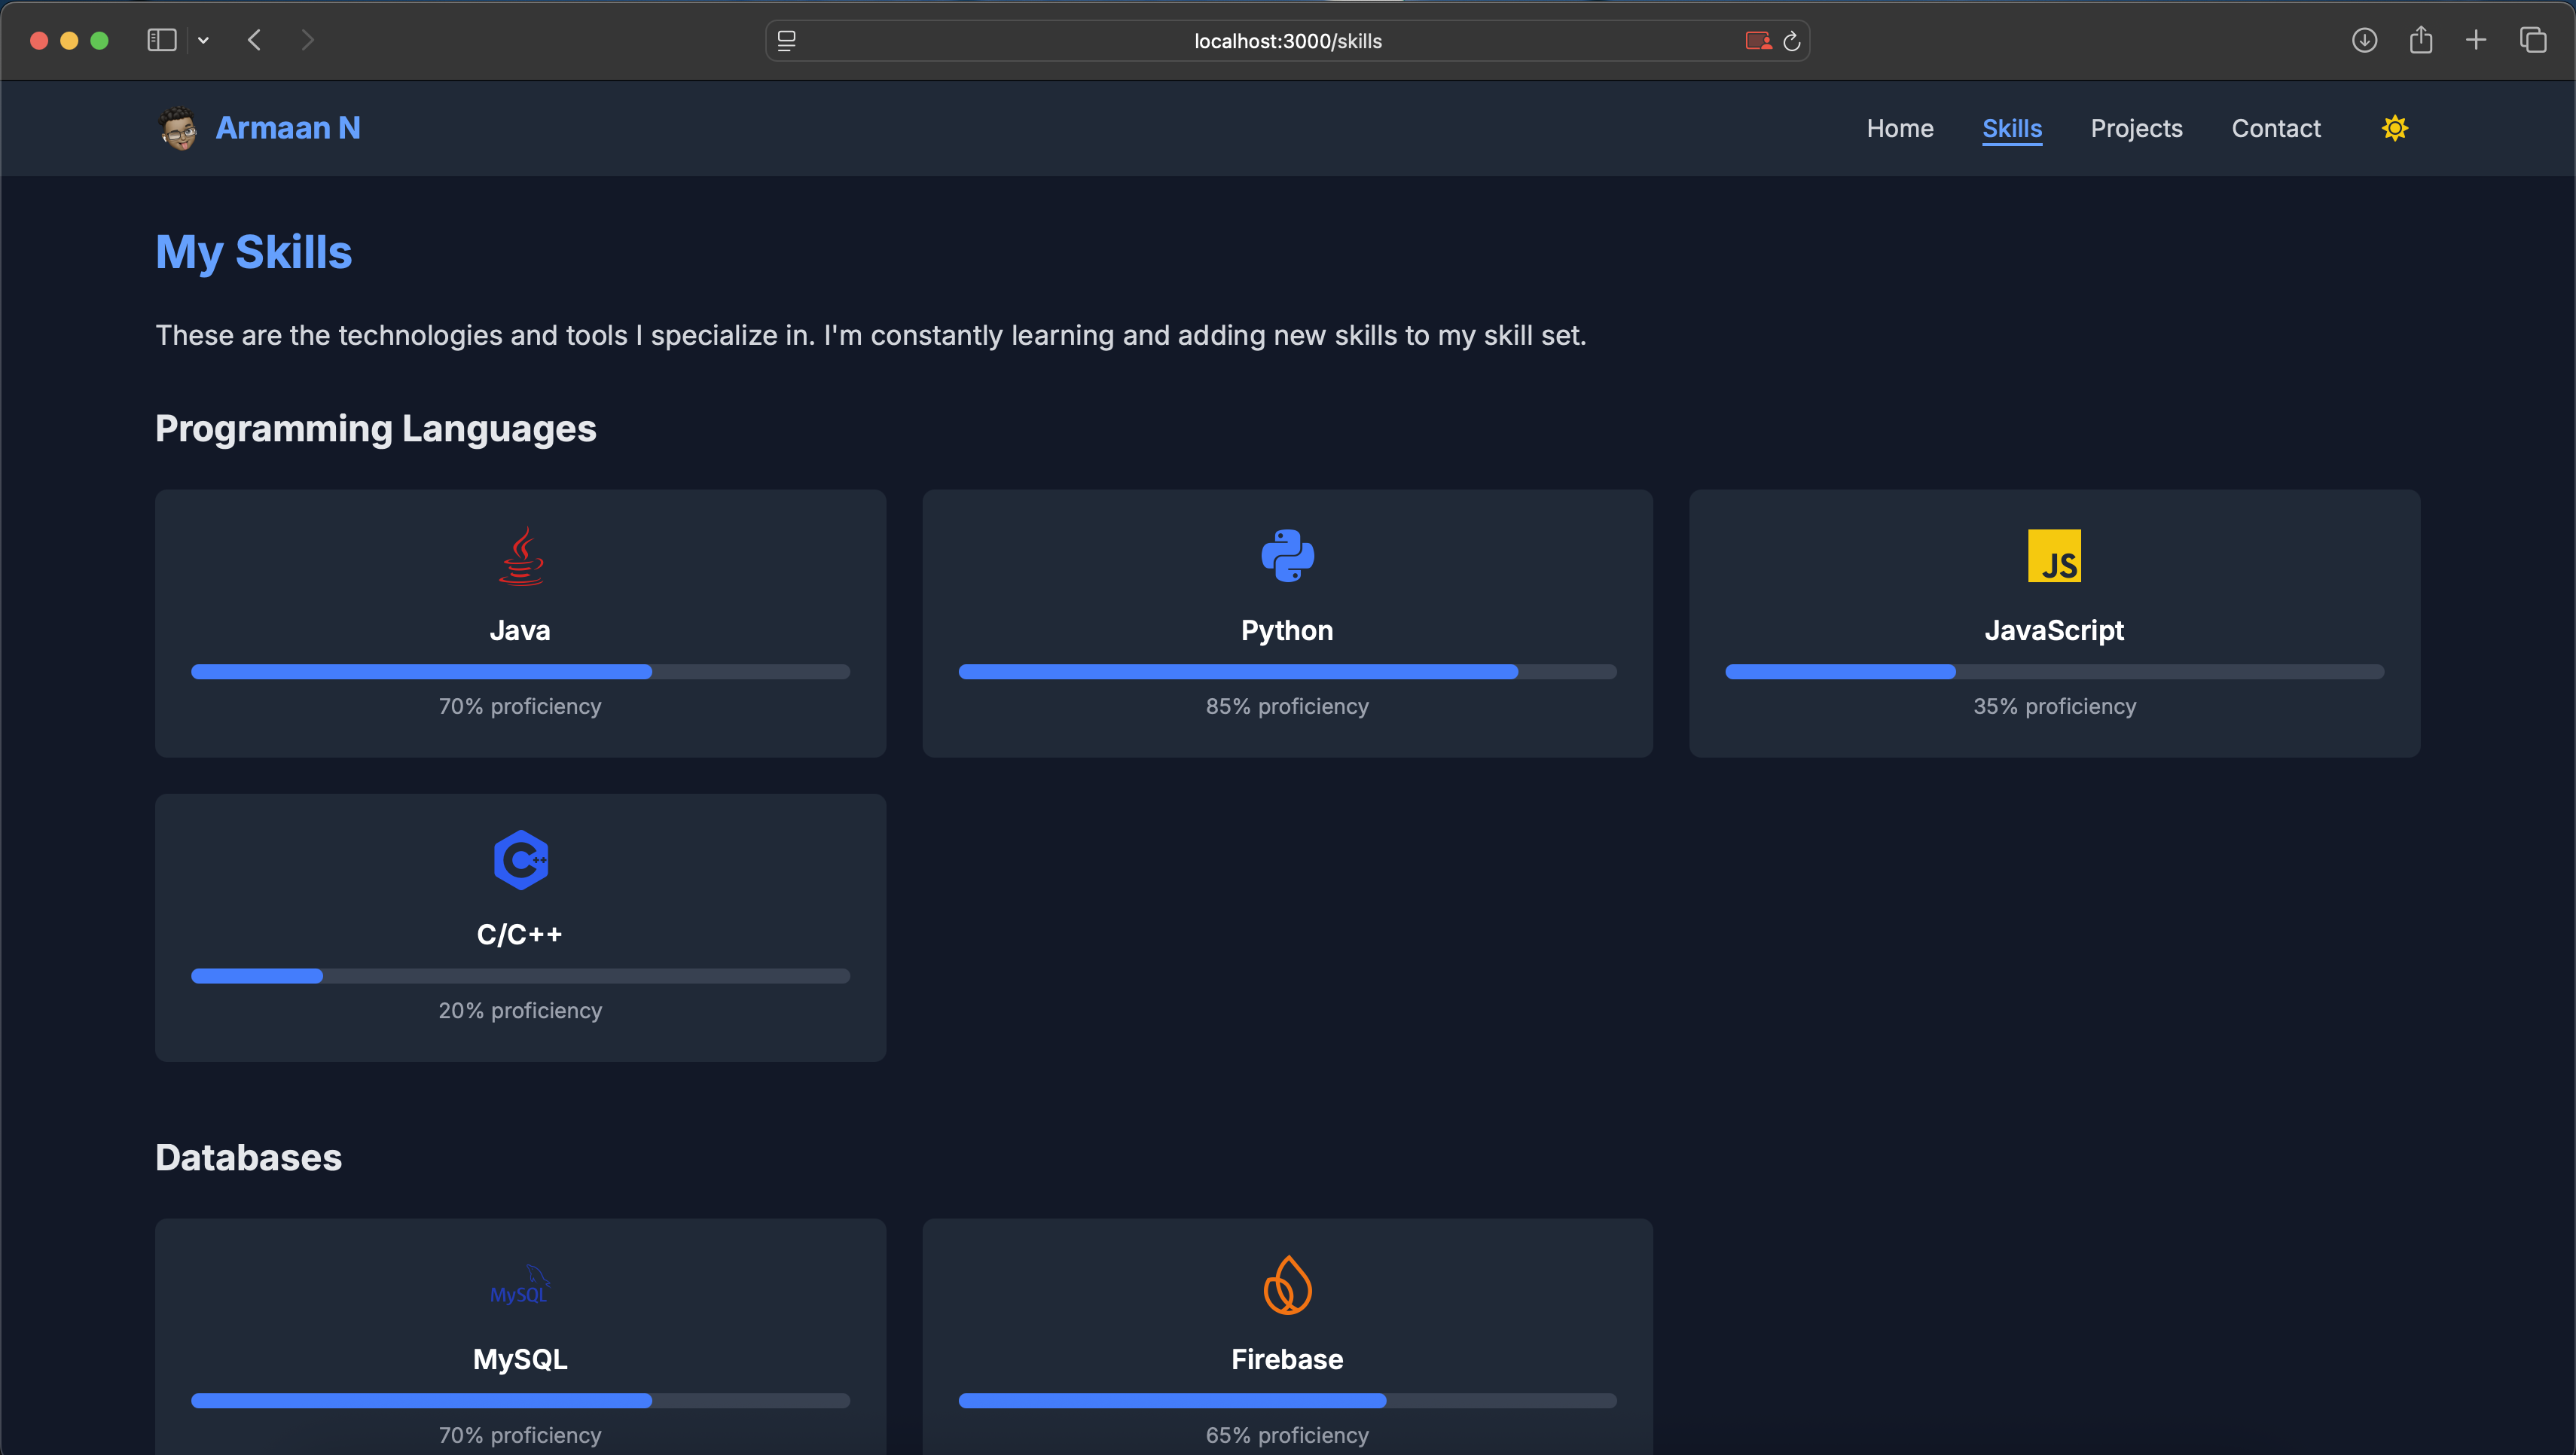 localhost:3000/skills
Armaan N
Home Skills Projects Contact
My Skills
These are the technologies and tools I specialize in. I'm constantly learning and adding new skills to my skill set.
Programming Languages
JS
Java Python JavaScript
70% proficiency 85% proficiency 35% proficiency
C++
C/C++
20% proficiency
Databases
MySQL
MySQL Firebase
70% proficiency 65% proficiency